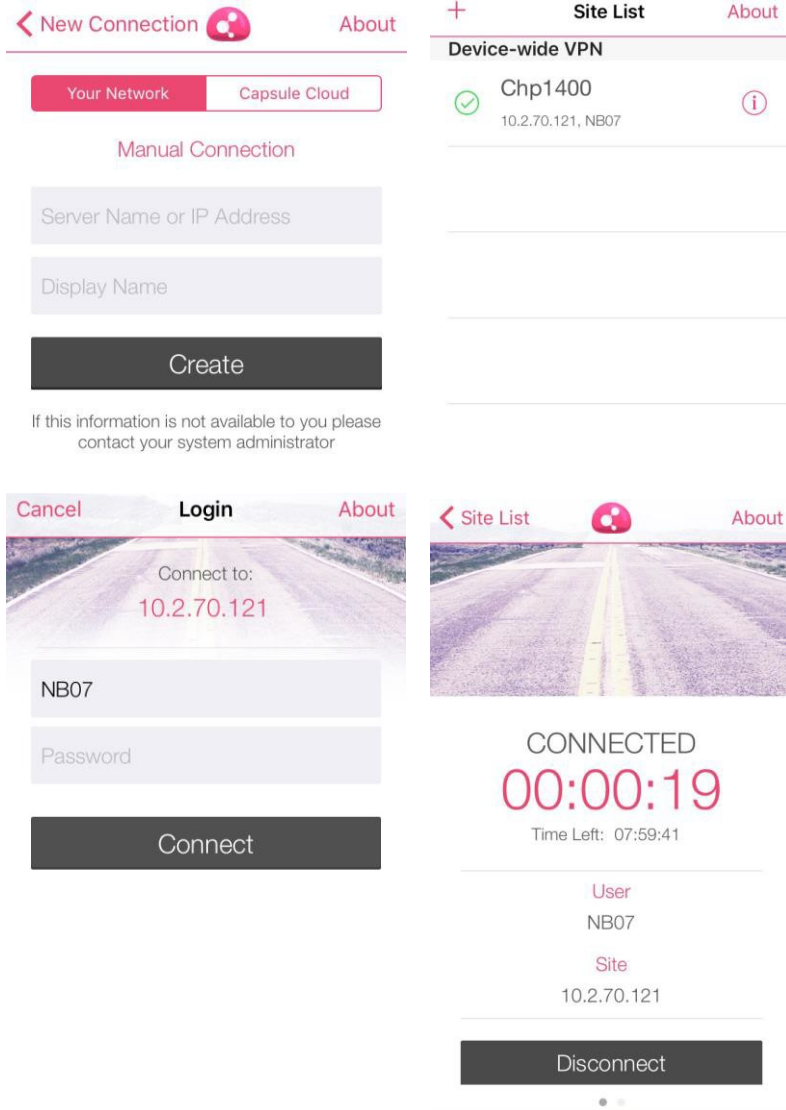 New Connection
About
Your Network
Capsule Cloud
Manual Connection
Server Name or IP Address
Display Name
Create
If this information is not available to you please
contact your system administrator
+
Site List
About
Device-wide VPN
Chp1400
10.2.70.121, NB07
i
Cancel
Login
About
Connect to:
10.2.70.121
NB07
Password
Connect
Site List
About
CONNECTED
00:00:19
Time Left: 07:59:41
User
NB07
Site
10.2.70.121
Disconnect